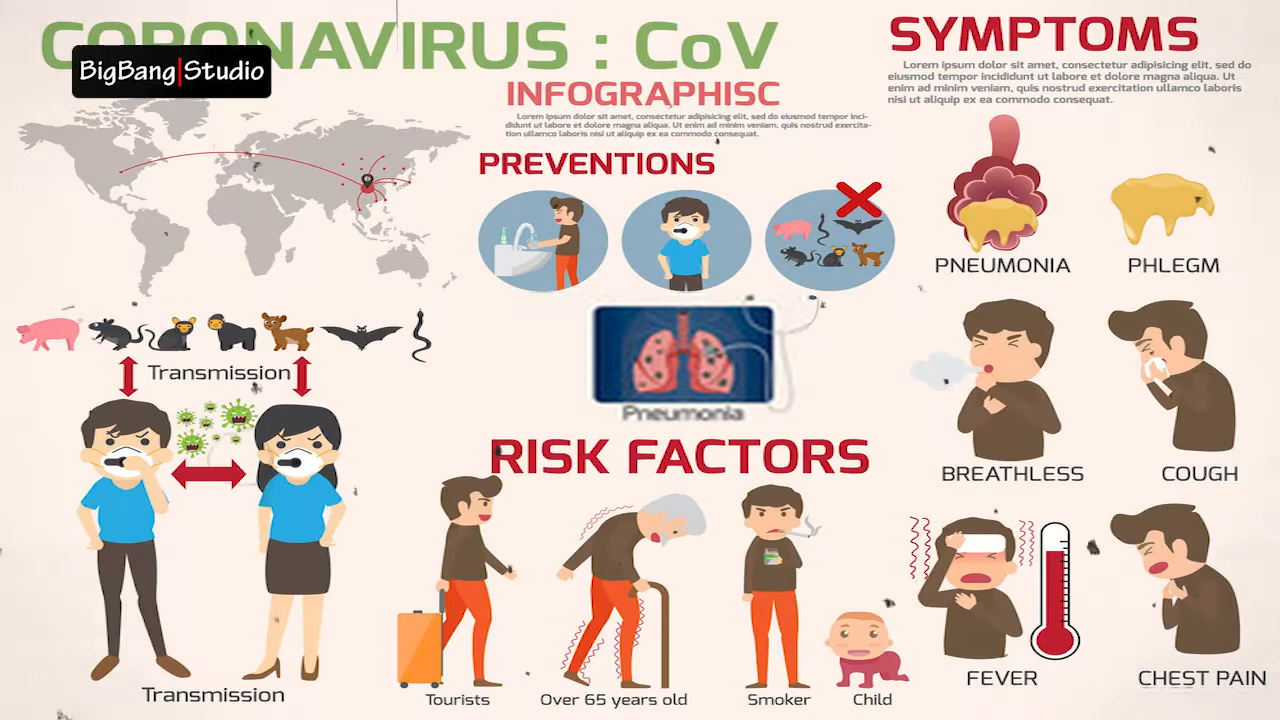 CORONAVIRUS : CoV
BigBang|Studio
INFOGRAPHISC
Lorem ipsum dolor sit amet, consectetur adipisicing elit, sed do eiusmod tempor inci-
didunt ut labore et dolore magna aliqua. Ut enim ad minim veniam, quis nostrud exercita-
tion ullamco laboris nisi ut aliquip ex ea commodo consequat.
PREVENTIONS
Pneumonia
Transmission
Transmission
RISK FACTORS
Tourists
Over 65 years old
Smoker
Child
SYMPTOMS
Lorem ipsum dolor sit amet, consectetur adipisicing elit, sed do
eiusmod tempor incididunt ut labore et dolore magna aliqua. Ut
enim ad minim veniam, quis nostrud exercitation ullamco laboris
nisi ut aliquip ex ea commodo consequat.
PNEUMONIA
PHLEGM
BREATHLESS
COUGH
FEVER
CHEST PAIN